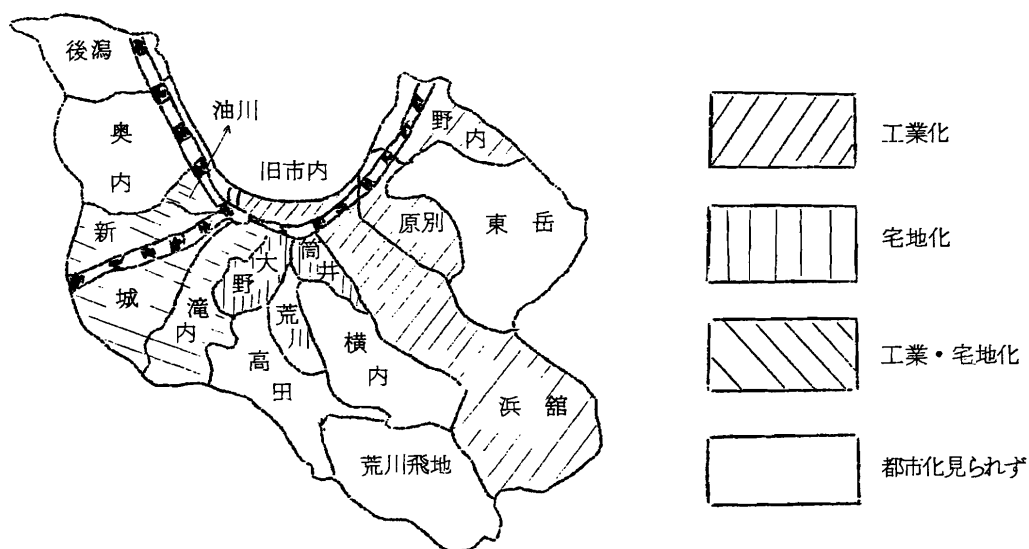 後潟
油川
奥内
旧市内
野内
新城
原別
東岳
筒井
大野
滝内
荒川
横内
高田
浜舘
荒川飛地
工業化
宅地化
工業・宅地化
都市化見られず